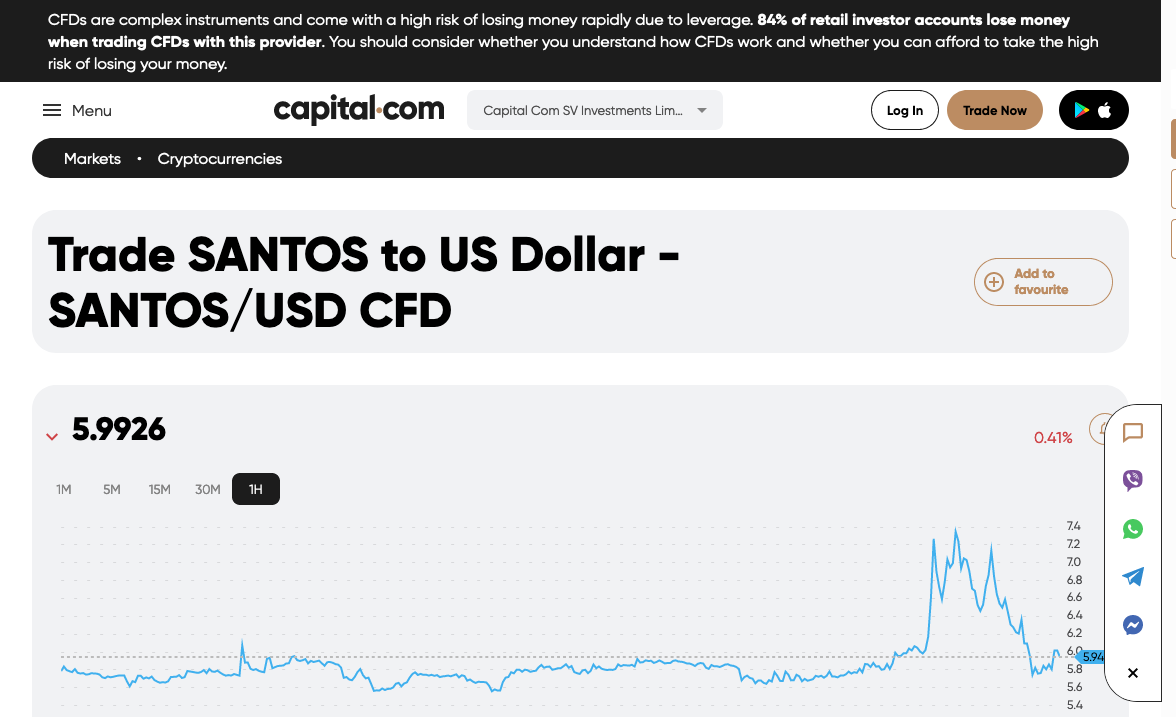 CFDs are complex instruments and come with a high risk of losing money rapidly due to leverage. 84% of retail investor accounts lose money
when trading CFDs with this provider. You should consider whether you understand how CFDs work and whether you can afford to take the high
risk of losing your money.
Menu
capital.com
Capital Com SV Investments Lim...
Log In
Trade Now
Markets • Cryptocurrencies
Trade SANTOS to US Dollar -
SANTOS/USD CFD
Add to
favourite
5.9926
0.41%
1M 5M 15M 30M 1H
7.4
7.2
7.0
6.8
6.6
6.4
6.2
6.0
5.94
5.8
5.6
5.4